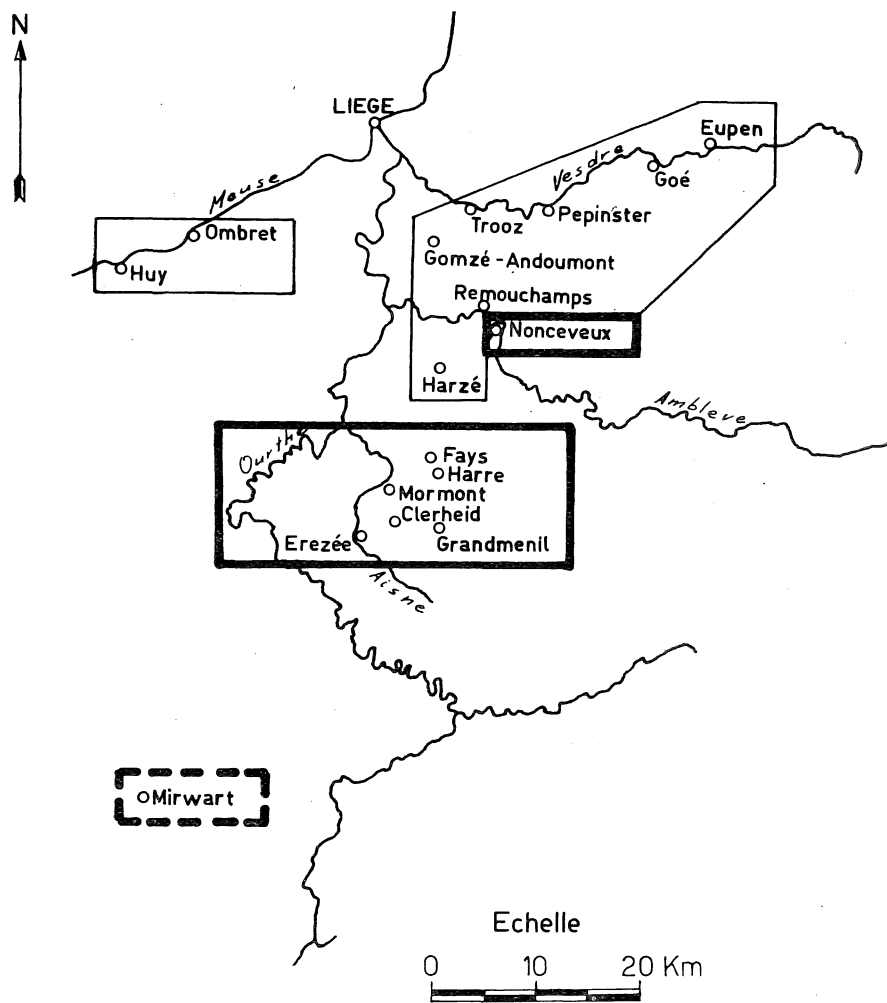 N
LIEGE
Eupen
Vesdre
Goé
Meuse
Pepinster
Trooz
Ombret
Gomzé-Andoumont
Huy
Remouchamps
Nonceveux
Harzé
Ambleve
Ourthe
Fays
Harre
Mormont
Clerheid
Grandmenil
Erezée
Aisne
Mirwart
Echelle
0 10 20 Km